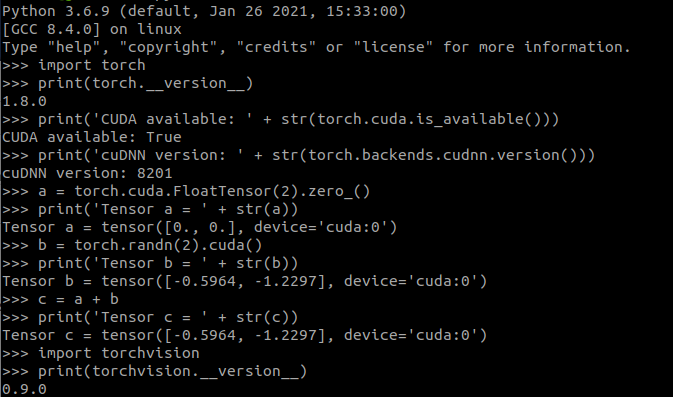 Python 3.6.9 (default, Jan 26 2021, 15:33:00)
[GCC 8.4.0] on linux
Type "help", "copyright", "credits" or "license" for more information.
>>> import torch
>>> print(torch.__version__)
1.8.0
>>> print('CUDA available: ' + str(torch.cuda.is_available()))
CUDA available: True
>>> print('cuDNN version: ' + str(torch.backends.cudnn.version()))
cuDNN version: 8201
>>> a = torch.cuda.FloatTensor(2).zero_()
>>> print('Tensor a = ' + str(a))
Tensor a = tensor([0., 0.], device='cuda:0')
>>> b = torch.randn(2).cuda()
>>> print('Tensor b = ' + str(b))
Tensor b = tensor([-0.5964, -1.2297], device='cuda:0')
>>> c = a + b
>>> print('Tensor c = ' + str(c))
Tensor c = tensor([-0.5964, -1.2297], device='cuda:0')
>>> import torchvision
>>> print(torchvision.__version__)
0.9.0